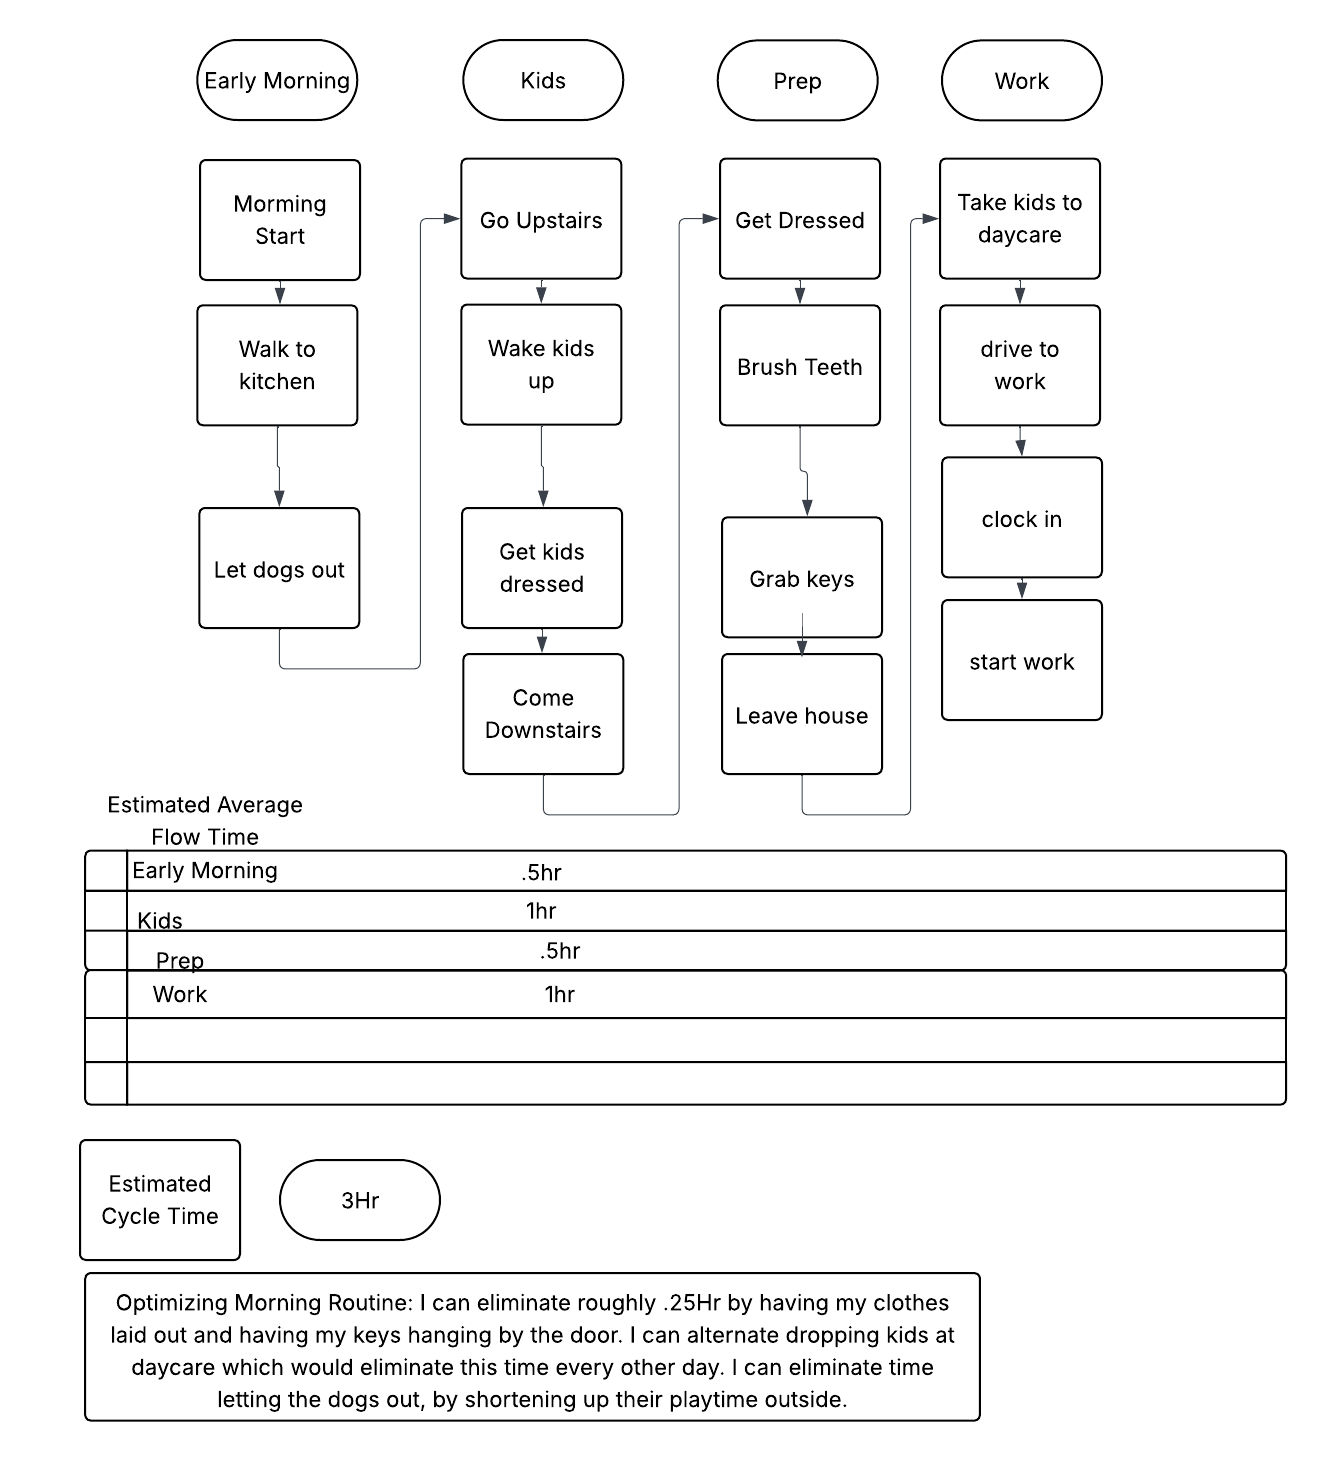 Early Morning
Kids
Prep
Work
Morming
Start
Walk to
kitchen
Let dogs out
Go Upstairs
Wake kids
up
Get kids
dressed
Come
Downstairs
Get Dressed
Brush Teeth
Grab keys
Leave house
Take kids to
daycare
drive to
work
clock in
start work
Estimated Average
Flow Time
Early Morning .5hr
Kids 1hr
Prep .5hr
Work 1hr
Estimated
Cycle Time
3Hr
Optimizing Morning Routine: I can eliminate roughly .25Hr by having my clothes
laid out and having my keys hanging by the door. I can alternate dropping kids at
daycare which would eliminate this time every other day. I can eliminate time
letting the dogs out, by shortening up their playtime outside.